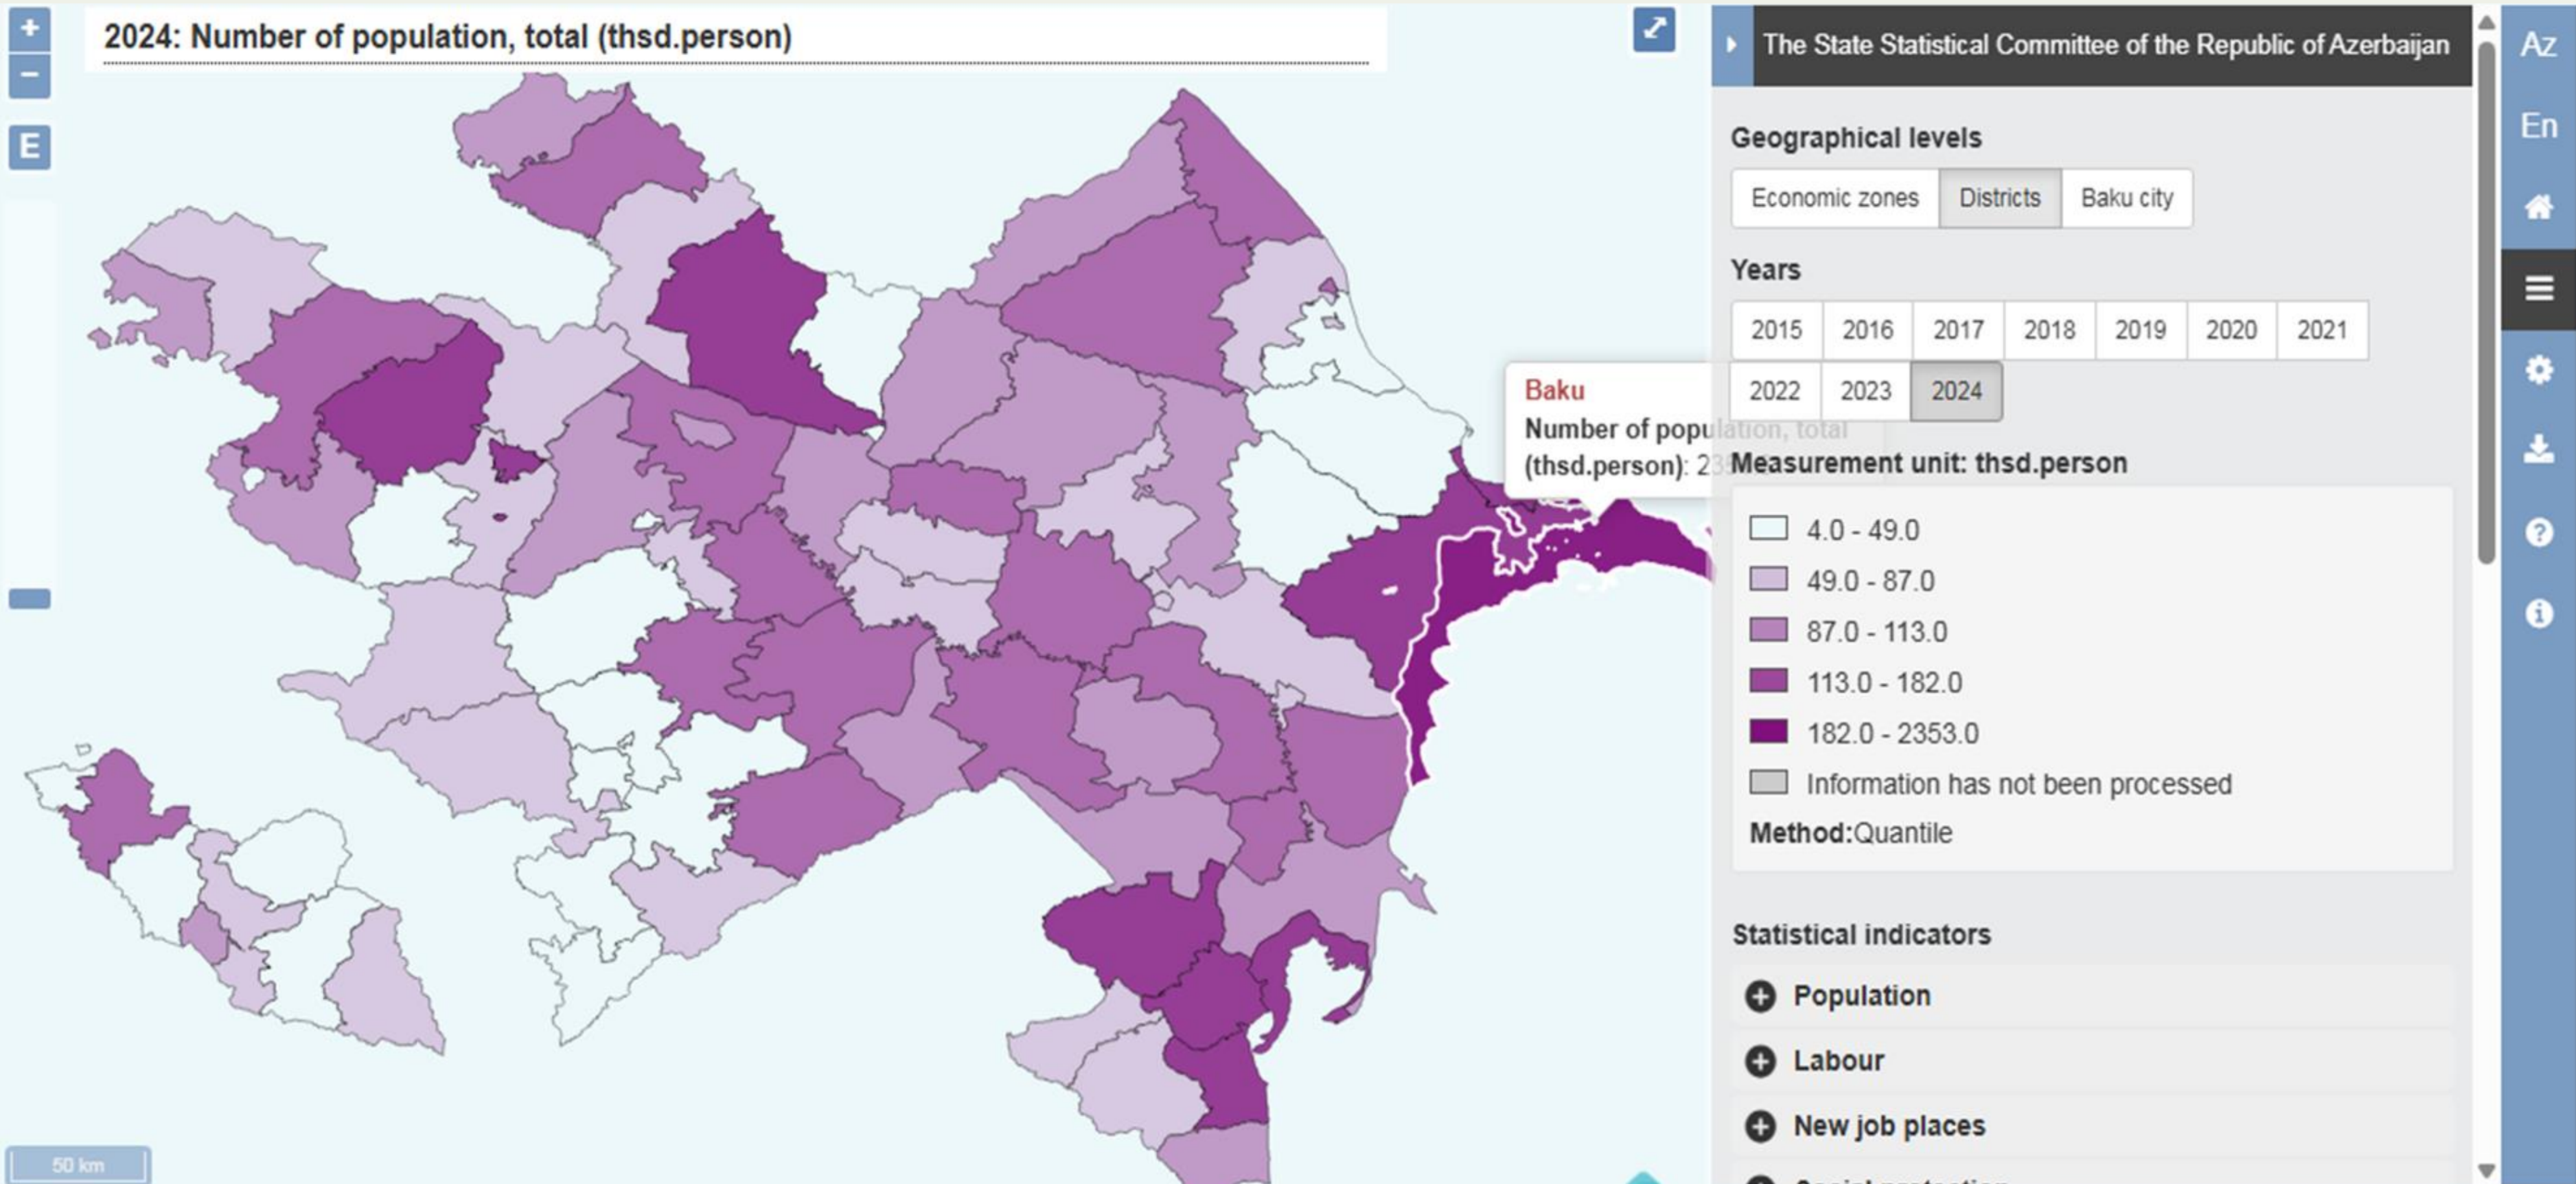 +
−
E
2024: Number of population, total (thsd.person)
Baku
Number of population, total
(thsd.person):
50 km
The State Statistical Committee of the Republic of Azerbaijan
Geographical levels
Economic zones Districts Baku city
Years
2015 2016 2017 2018 2019 2020 2021
2022 2023 2024
Measurement unit: thsd.person
4.0 - 49.0
49.0 - 87.0
87.0 - 113.0
113.0 - 182.0
182.0 - 2353.0
Information has not been processed
Method:Quantile
Statistical indicators
Population
Labour
New job places
Az
En